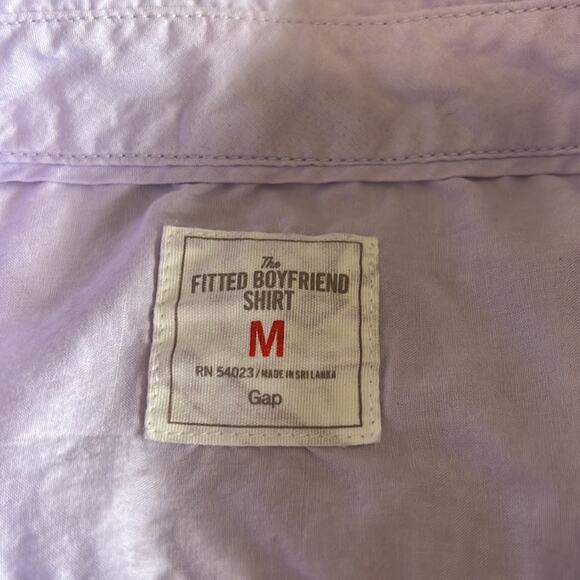 The
FITTED BOYFRIEND
SHIRT
M
RN 54023 / MADE IN SRI LANKA
Gap